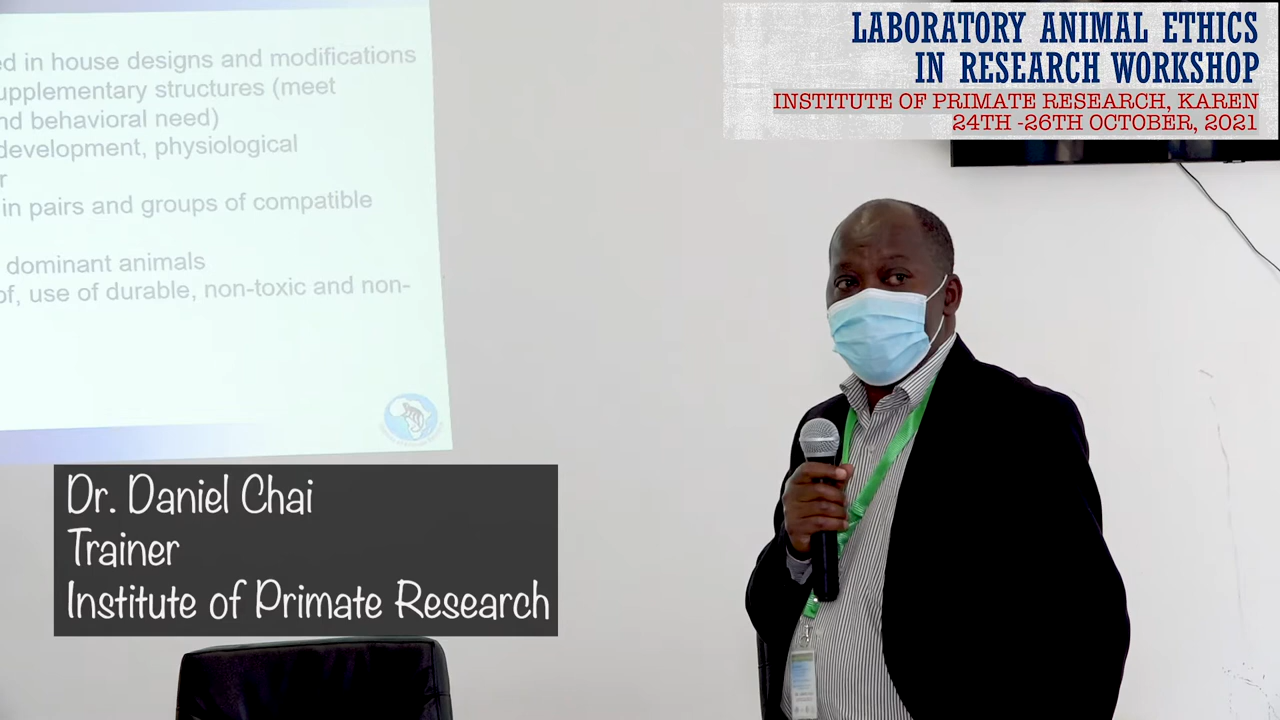 LABORATORY ANIMAL ETHICS
IN RESEARCH WORKSHOP
INSTITUTE OF PRIMATE RESEARCH, KAREN
24TH -26TH OCTOBER, 2021
ed in house designs and modifications
upplementary structures (meet
nd behavioral need)
development, physiological
r
in pairs and groups of compatible
dominant animals
of, use of durable, non-toxic and non-
Dr. Daniel Chai
Trainer
Institute of Primate Research